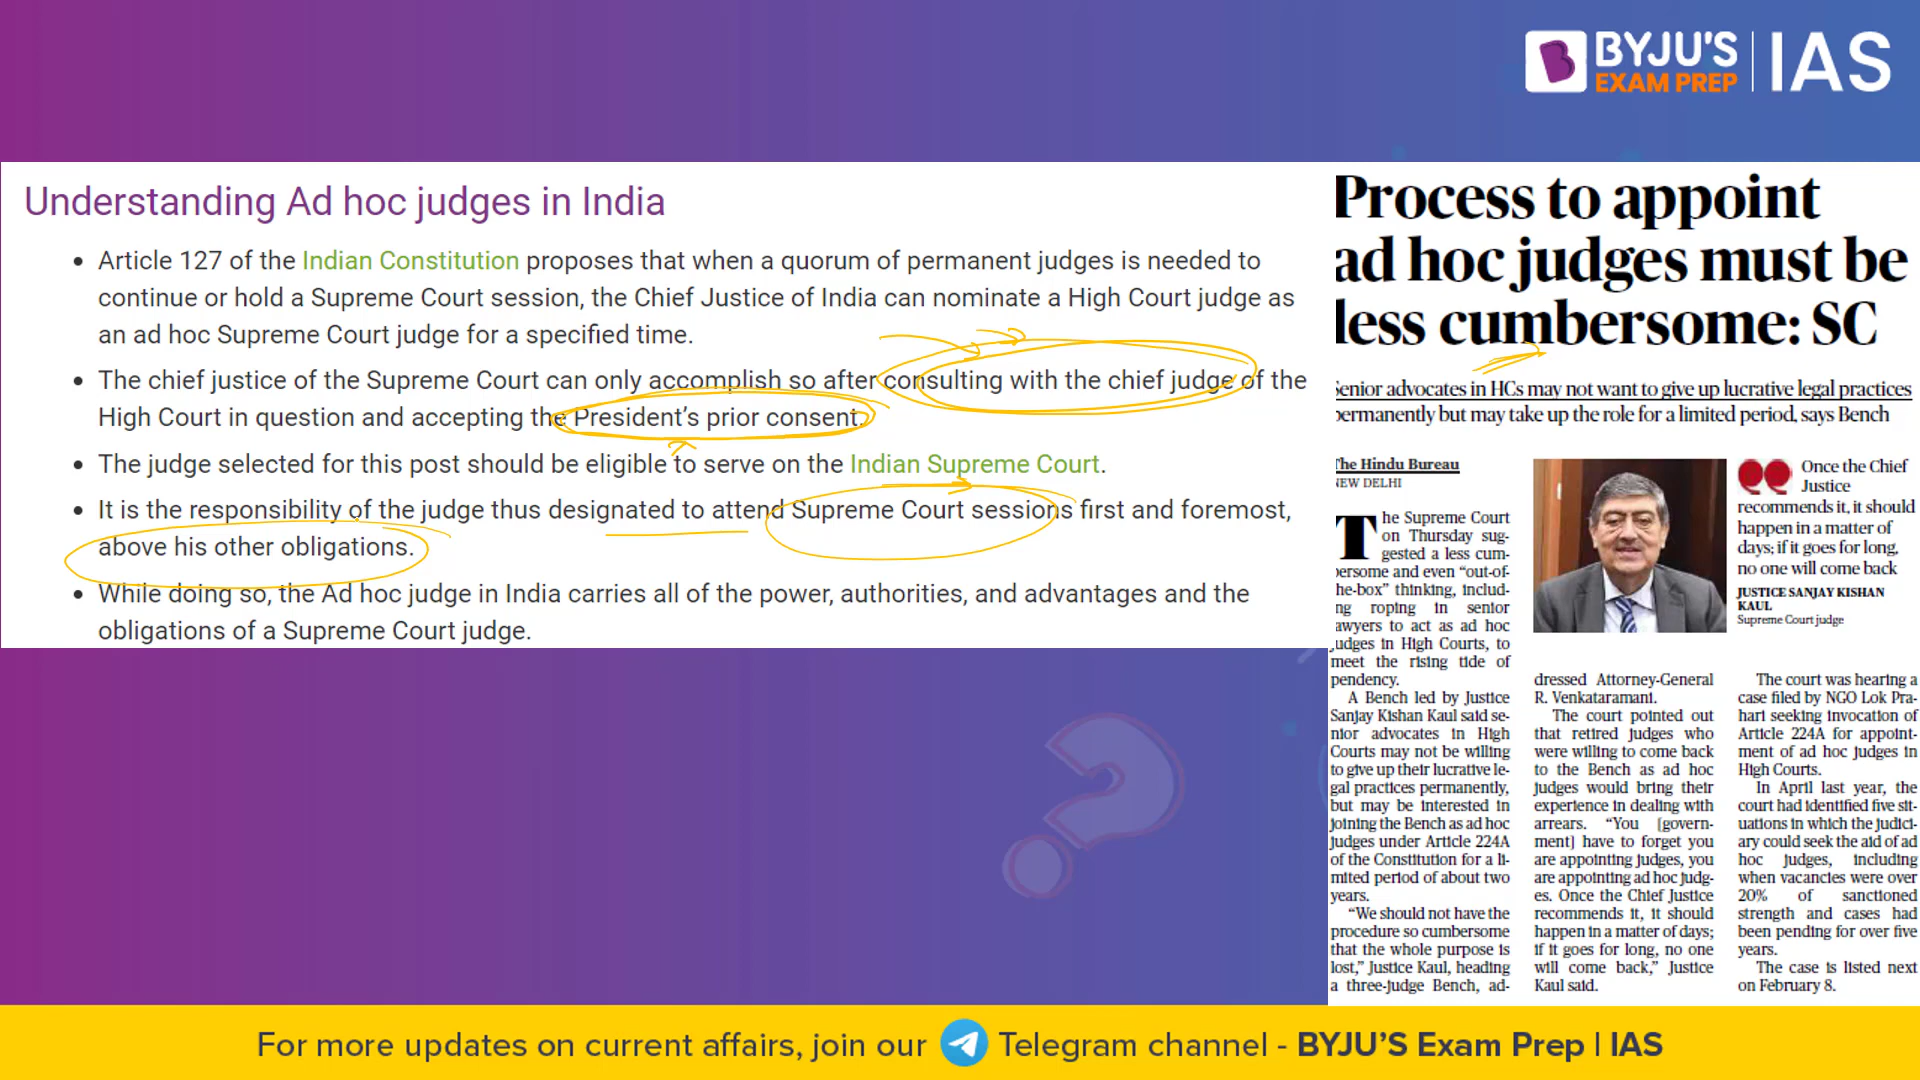 BYJU'S
EXAM PREP
IAS
Understanding Ad hoc judges in India
• Article 127 of the Indian Constitution proposes that when a quorum of permanent judges is needed to
continue or hold a Supreme Court session, the Chief Justice of India can nominate a High Court judge as
an ad hoc Supreme Court judge for a specified time.
• The chief justice of the Supreme Court can only accomplish so after consulting with the chief judge of the
High Court in question and accepting the President's prior consent.
• The judge selected for this post should be eligible to serve on the Indian Supreme Court.
• It is the responsibility of the judge thus designated to attend Supreme Court sessions first and foremost,
above his other obligations.
• While doing so, the Ad hoc judge in India carries all of the power, authorities, and advantages and the
obligations of a Supreme Court judge.
Process to appoint
ad hoc judges must be
less cumbersome: SC
Senior advocates in HCs may not want to give up lucrative legal practices
permanently but may take up the role for a limited period, says Bench
The Hindu Bureau
NEW DELHI
The Supreme Court
on Thursday sug-
gested a less cum-
bersome and even “out-of-
the-box” thinking, includ-
ing roping in senior
lawyers to act as ad hoc
judges in High Courts, to
meet the rising tide of
pendency.
A Bench led by Justice
Sanjay Kishan Kaul said se-
nior advocates in High
Courts may not be willing
to give up their lucrative le-
gal practices permanently,
but may be interested in
joining the Bench as ad hoc
judges under Article 224A
of the Constitution for a li-
mited period of about two
years.
“We should not have the
procedure so cumbersome
that the whole purpose is
lost,” Justice Kaul, heading
a three-judge Bench, ad-
dressed Attorney-General
R. Venkataramani.
The court pointed out
that retired judges who
were willing to come back
to the Bench as ad hoc
judges would bring their
experience in dealing with
arrears. “You [govern-
ment] have to forget you
are appointing judges, you
are appointing ad hoc judg-
es. Once the Chief Justice
recommends it, it should
happen in a matter of days;
if it goes for long, no one
will come back,” Justice
Kaul said.
Once the Chief
Justice
recommends it, it should
happen in a matter of
days; if it goes for long,
no one will come back
JUSTICE SANJAY KISHAN
KAUL
Supreme Court judge
The court was hearing a
case filed by NGO Lok Pra-
hari seeking invocation of
Article 224A for appoint-
ment of ad hoc judges in
High Courts.
In April last year, the
court had identified five sit-
uations in which the judici-
ary could seek the aid of ad
hoc judges, including
when vacancies were over
20% of sanctioned
strength and cases had
been pending for over five
years.
The case is listed next
on February 8.
For more updates on current affairs, join our Telegram channel - BYJU'S Exam Prep | IAS